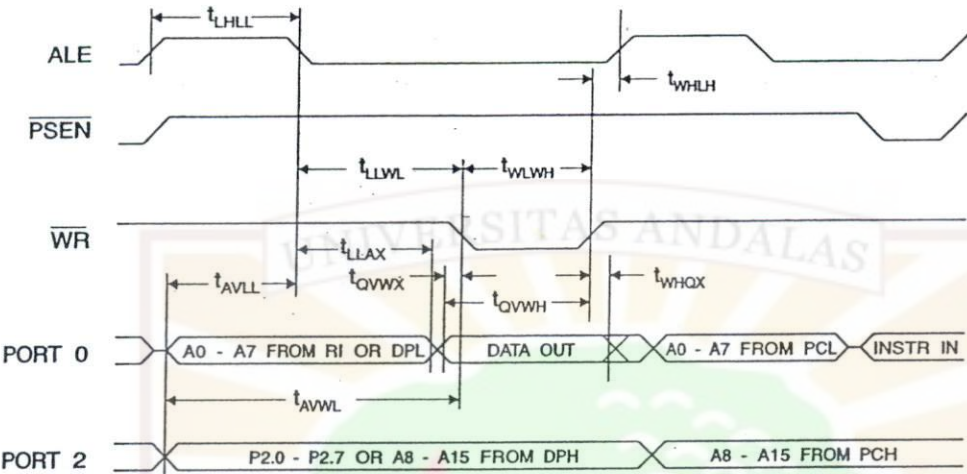 tLHLL
ALE
tWHLH
PSEN
tLLWL
tWLWH
WR
UNIVERSITAS ANDALAS
tLLAX
tAVLL
tQVWX
tWHQX
tQVWH
PORT 0
A0 - A7 FROM RI OR DPL
DATA OUT
A0 - A7 FROM PCL
INSTR IN
tAVWL
PORT 2
P2.0 - P2.7 OR A8 - A15 FROM DPH
A8 - A15 FROM PCH